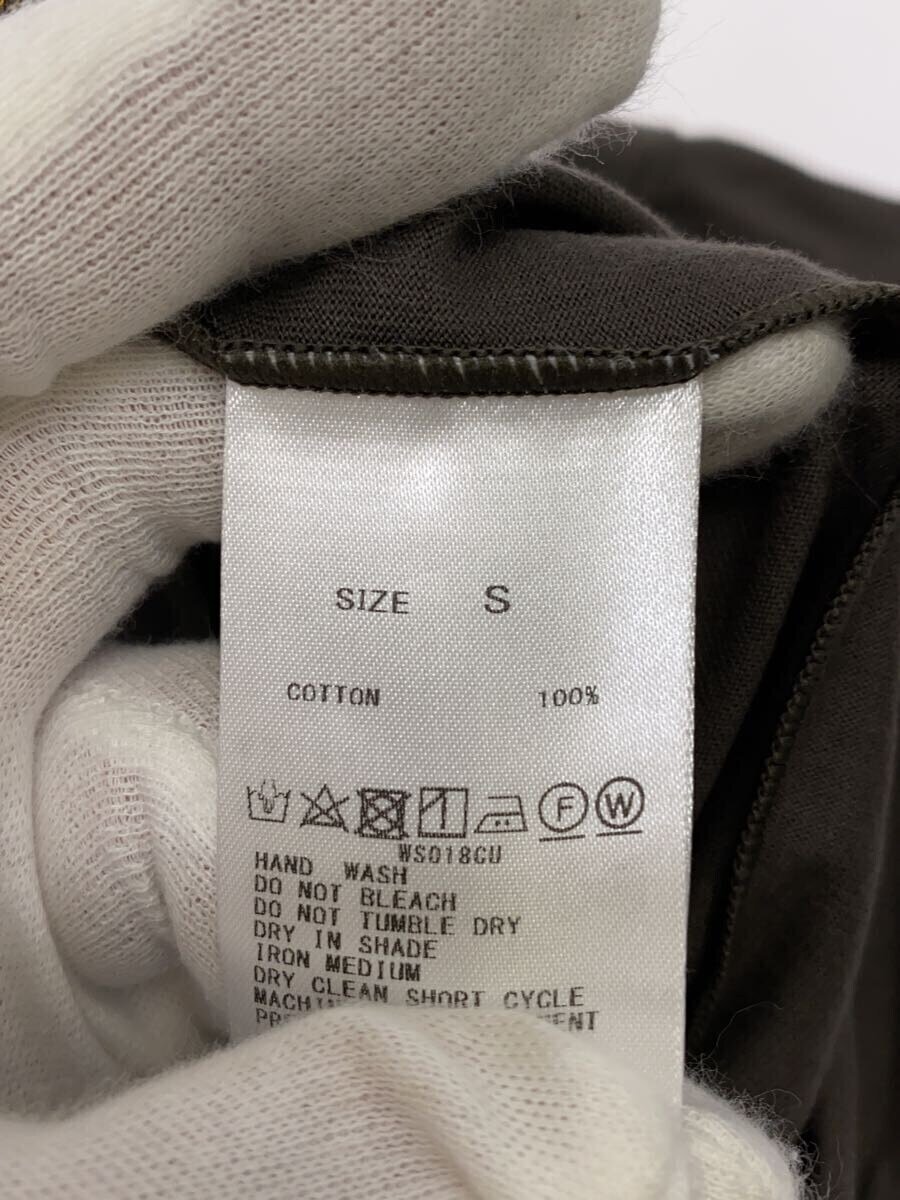 SIZE S
COTTON 100%
F W
WS018CU
HAND WASH
DO NOT BLEACH
DO NOT TUMBLE DRY
DRY IN SHADE
IRON MEDIUM
DRY CLEAN SHORT CYCLE